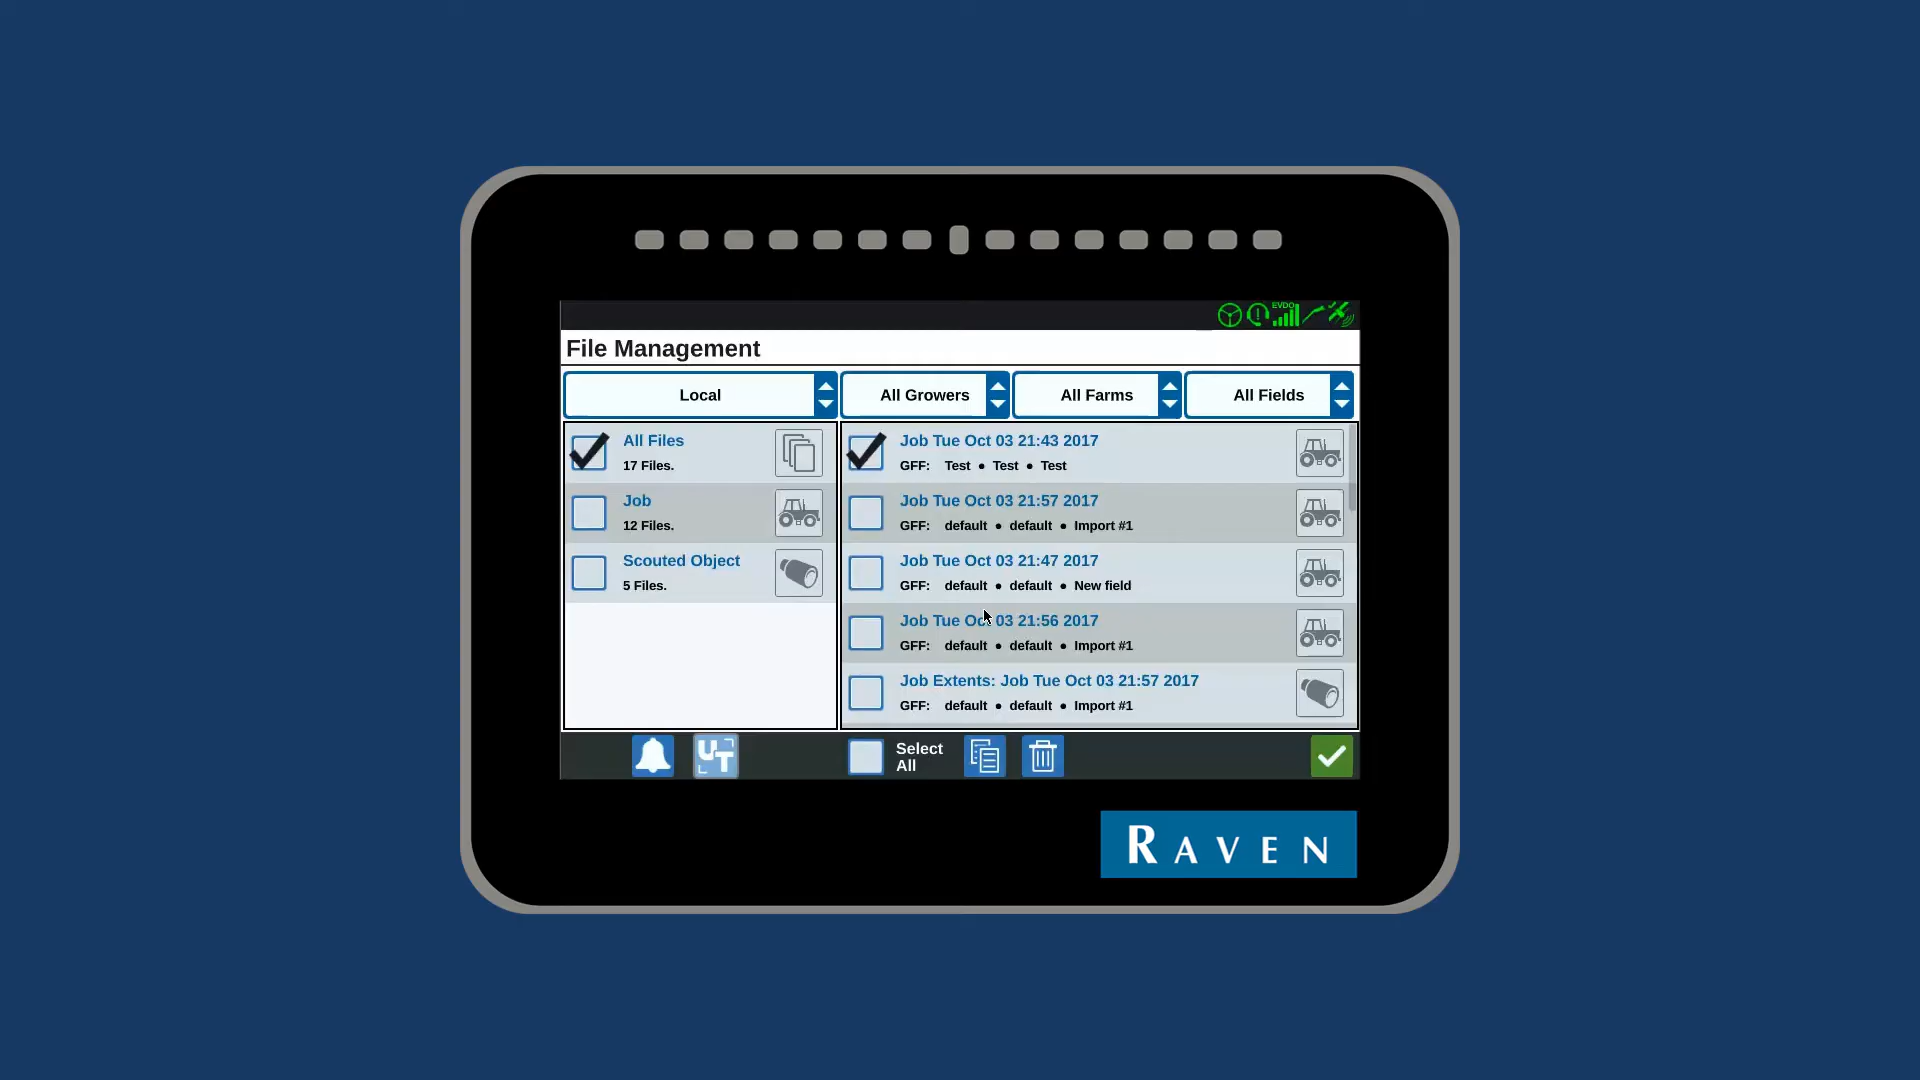 EVDO
File Management
Local
All Growers
All Farms
All Fields
All Files
17 Files.
Job
12 Files.
Scouted Object
5 Files.
Job Tue Oct 03 21:43 2017
GFF: Test • Test • Test
Job Tue Oct 03 21:57 2017
GFF: default • default • Import #1
Job Tue Oct 03 21:47 2017
GFF: default • default • New field
Job Tue Oct 03 21:56 2017
GFF: default • default • Import #1
Job Extents: Job Tue Oct 03 21:57 2017
GFF: default • default • Import #1
UT
Select
All
RAVEN